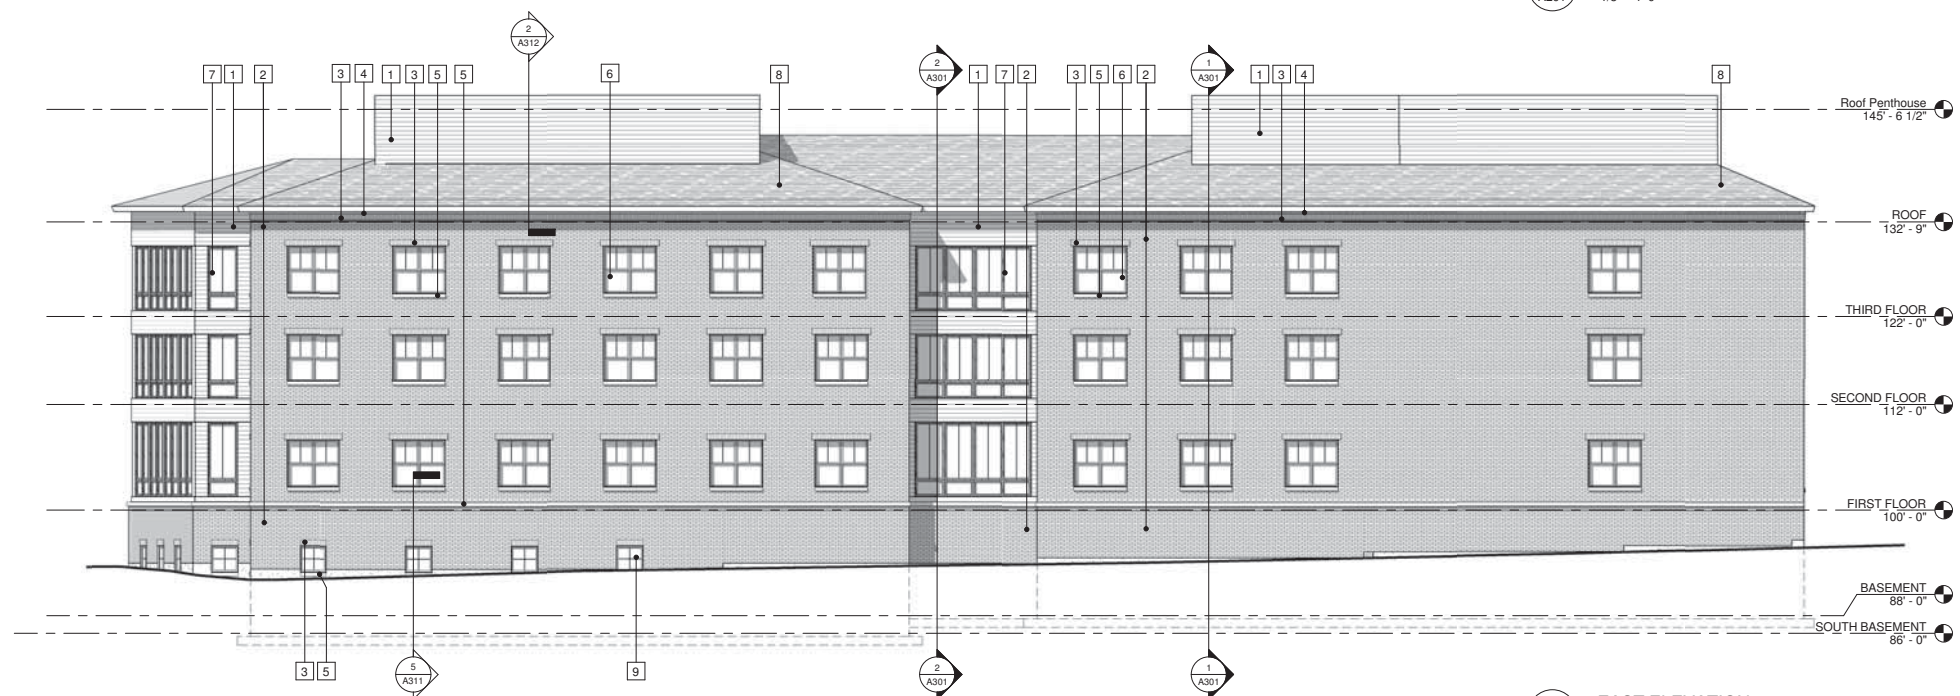 2
A312
7 1 2 3 4 1 3 5 5 6 8 2 1 7 2 3 5 6 2 1 1 3 4 8
A301
A301
Roof Penthouse
145' - 6 1/2"
ROOF
132' - 9"
THIRD FLOOR
122' - 0"
SECOND FLOOR
112' - 0"
FIRST FLOOR
100' - 0"
BASEMENT
88' - 0"
SOUTH BASEMENT
86' - 0"
3 5 5 9 2 1
A311 A301 A301